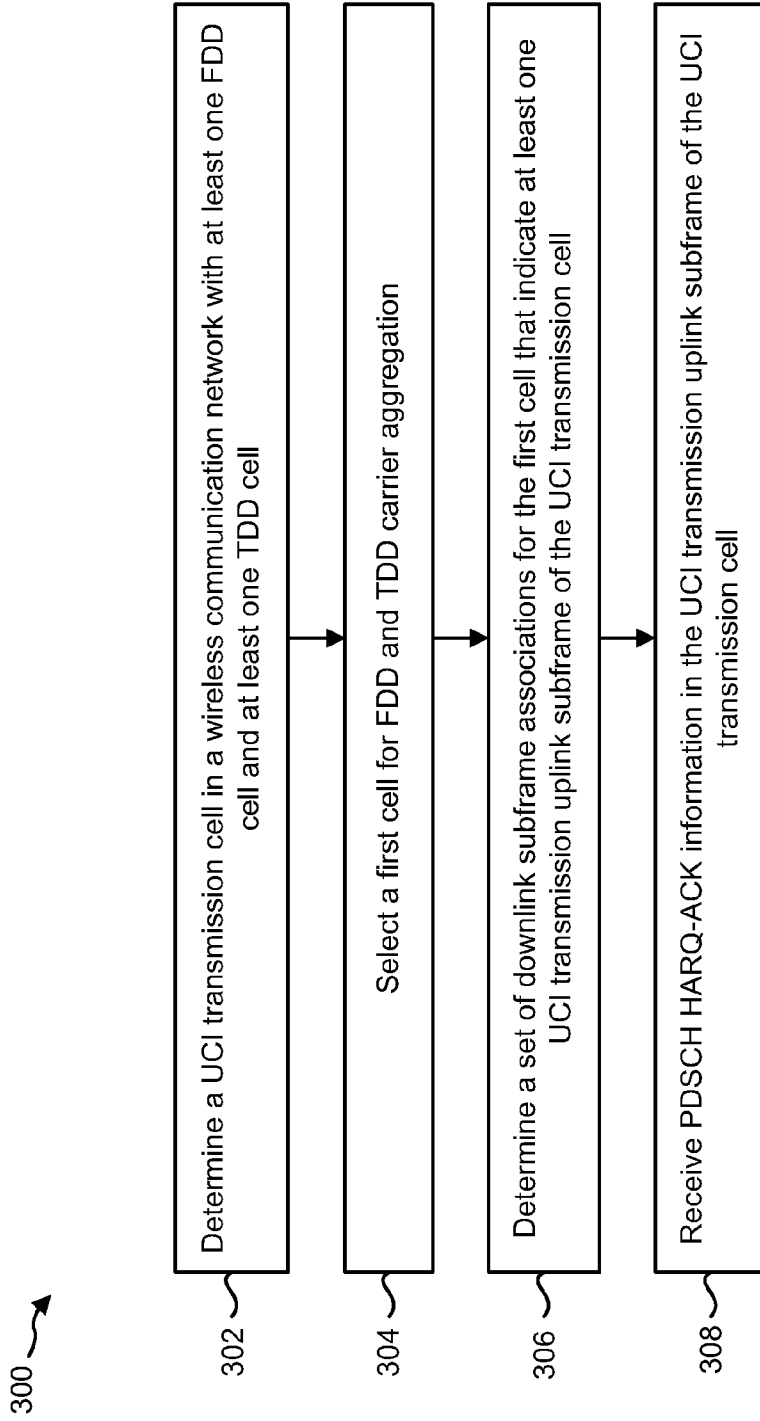 300
302
Determine a UCI transmission cell in a wireless communication network with at least one FDD
cell and at least one TDD cell
304
Select a first cell for FDD and TDD carrier aggregation
306
Determine a set of downlink subframe associations for the first cell that indicate at least one
UCI transmission uplink subframe of the UCI transmission cell
308
Receive PDSCH HARQ-ACK information in the UCI transmission uplink subframe of the UCI
transmission cell